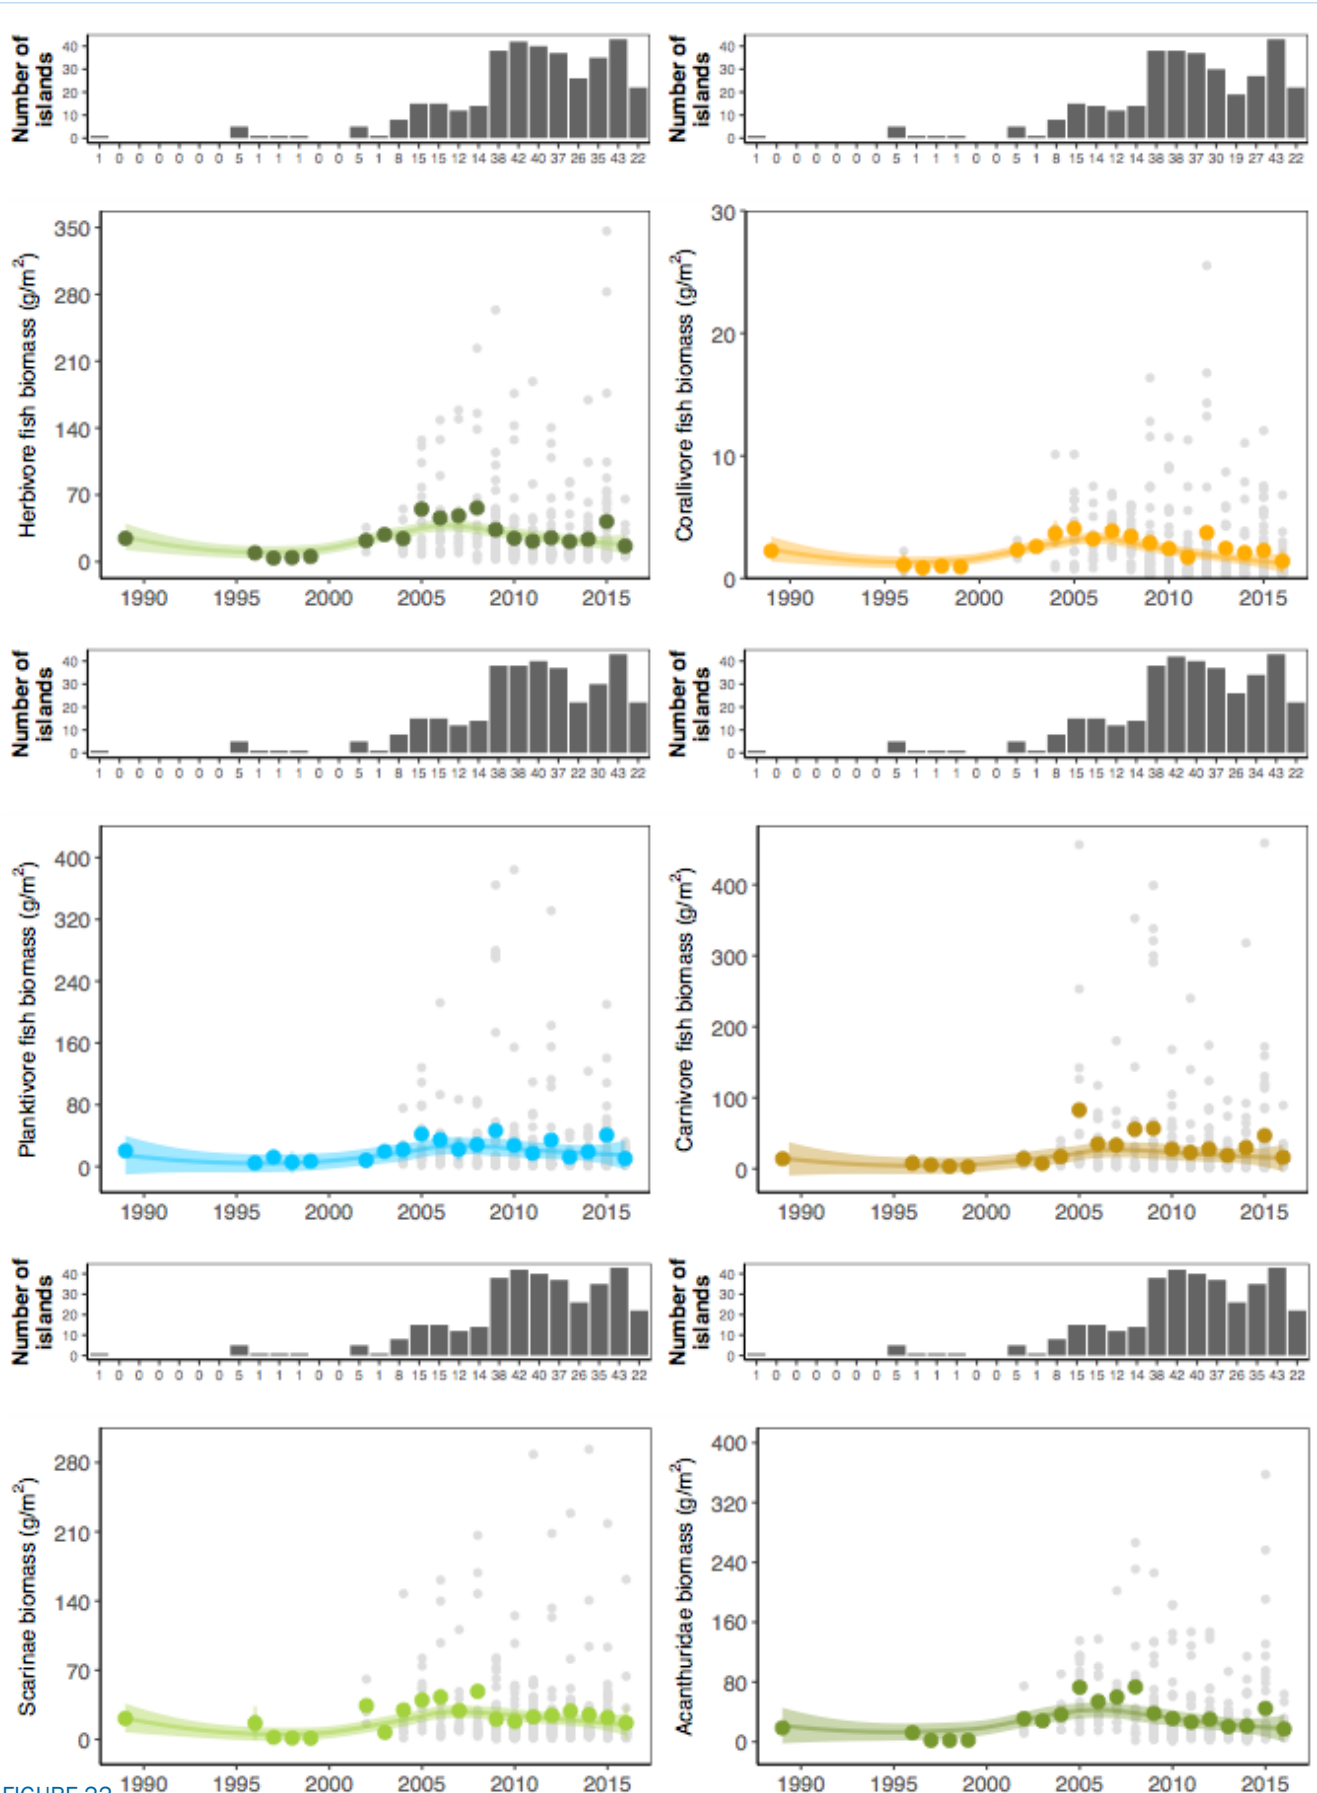 Number of islands
40
30
20
10
0
1 0 0 0 0 0 0 5 1 1 1 0 0 5 1 8 15 15 12 14 38 42 40 37 26 35 43 22
Number of islands
40
30
20
10
0
1 0 0 0 0 0 0 5 1 1 1 0 0 5 1 8 15 14 12 14 38 38 37 30 19 27 43 22
Herbivore fish biomass (g/m²)
350
280
210
140
70
0
1990 1995 2000 2005 2010 2015
Corallivore fish biomass (g/m²)
30
20
10
0
1990 1995 2000 2005 2010 2015
Number of islands
40
30
20
10
0
1 0 0 0 0 0 0 5 1 1 1 0 0 5 1 8 15 15 12 14 38 38 40 37 22 30 43 22
Number of islands
40
30
20
10
0
1 0 0 0 0 0 0 5 1 1 1 0 0 5 1 8 15 15 12 14 38 42 40 37 26 34 43 22
Planktivore fish biomass (g/m²)
400
320
240
160
80
0
1990 1995 2000 2005 2010 2015
Carnivore fish biomass (g/m²)
400
300
200
100
0
1990 1995 2000 2005 2010 2015
Number of islands
40
30
20
10
0
1 0 0 0 0 0 0 5 1 1 1 0 0 5 1 8 15 15 12 14 38 42 40 37 26 35 43 22
Number of islands
40
30
20
10
0
1 0 0 0 0 0 0 5 1 1 1 0 0 5 1 8 15 15 12 14 38 42 40 37 26 35 43 22
Scarinae biomass (g/m²)
280
210
140
70
0
1990 1995 2000 2005 2010 2015
Acanthuridae biomass (g/m²)
400
320
240
160
80
0
1990 1995 2000 2005 2010 2015